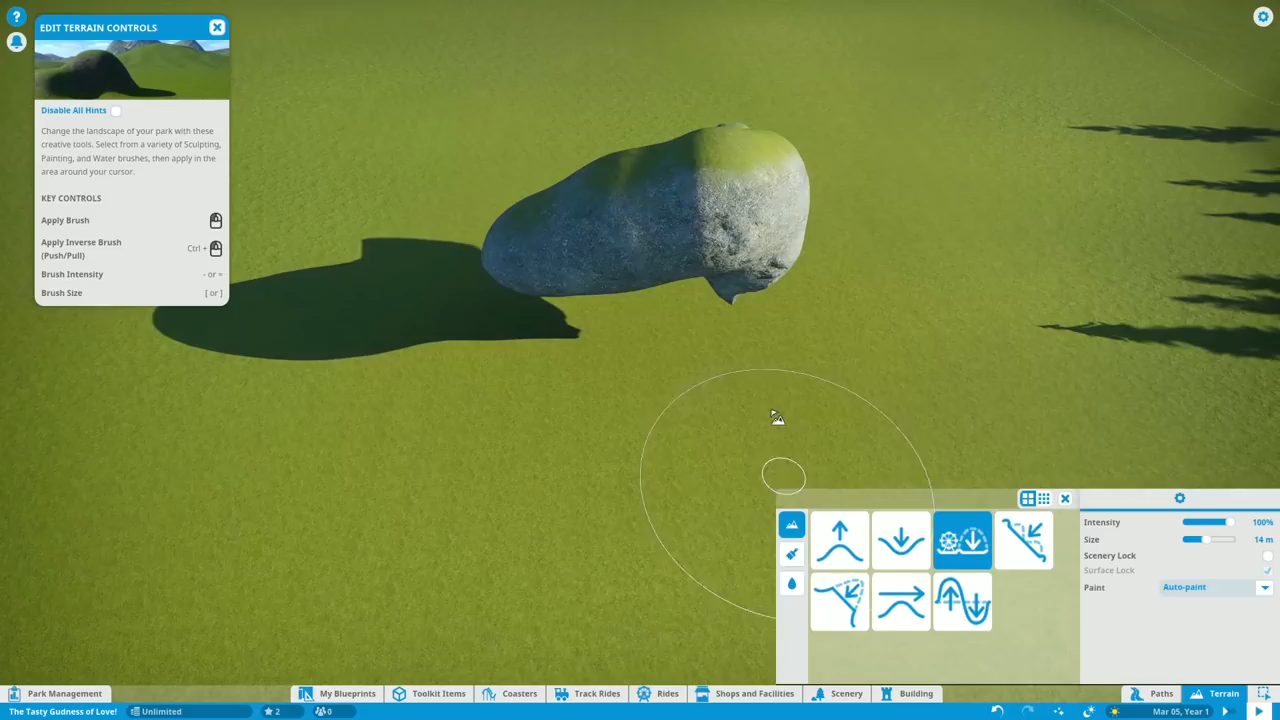 ?
EDIT TERRAIN CONTROLS
Disable All Hints
Change the landscape of your park with these
creative tools. Select from a variety of Sculpting,
Painting, and Water brushes, then apply in the
area around your cursor.
KEY CONTROLS
Apply Brush
Apply Inverse Brush
(Push/Pull)
Ctrl +
Brush Intensity
- or =
Brush Size
[ or ]
Intensity 100%
Size 14 m
Scenery Lock
Surface Lock
Paint Auto-paint
Park Management My Blueprints Toolkit Items Coasters Track Rides Rides Shops and Facilities Scenery Building Paths Terrain
The Tasty Gudness of Love! Unlimited 2 0 Mar 05, Year 1